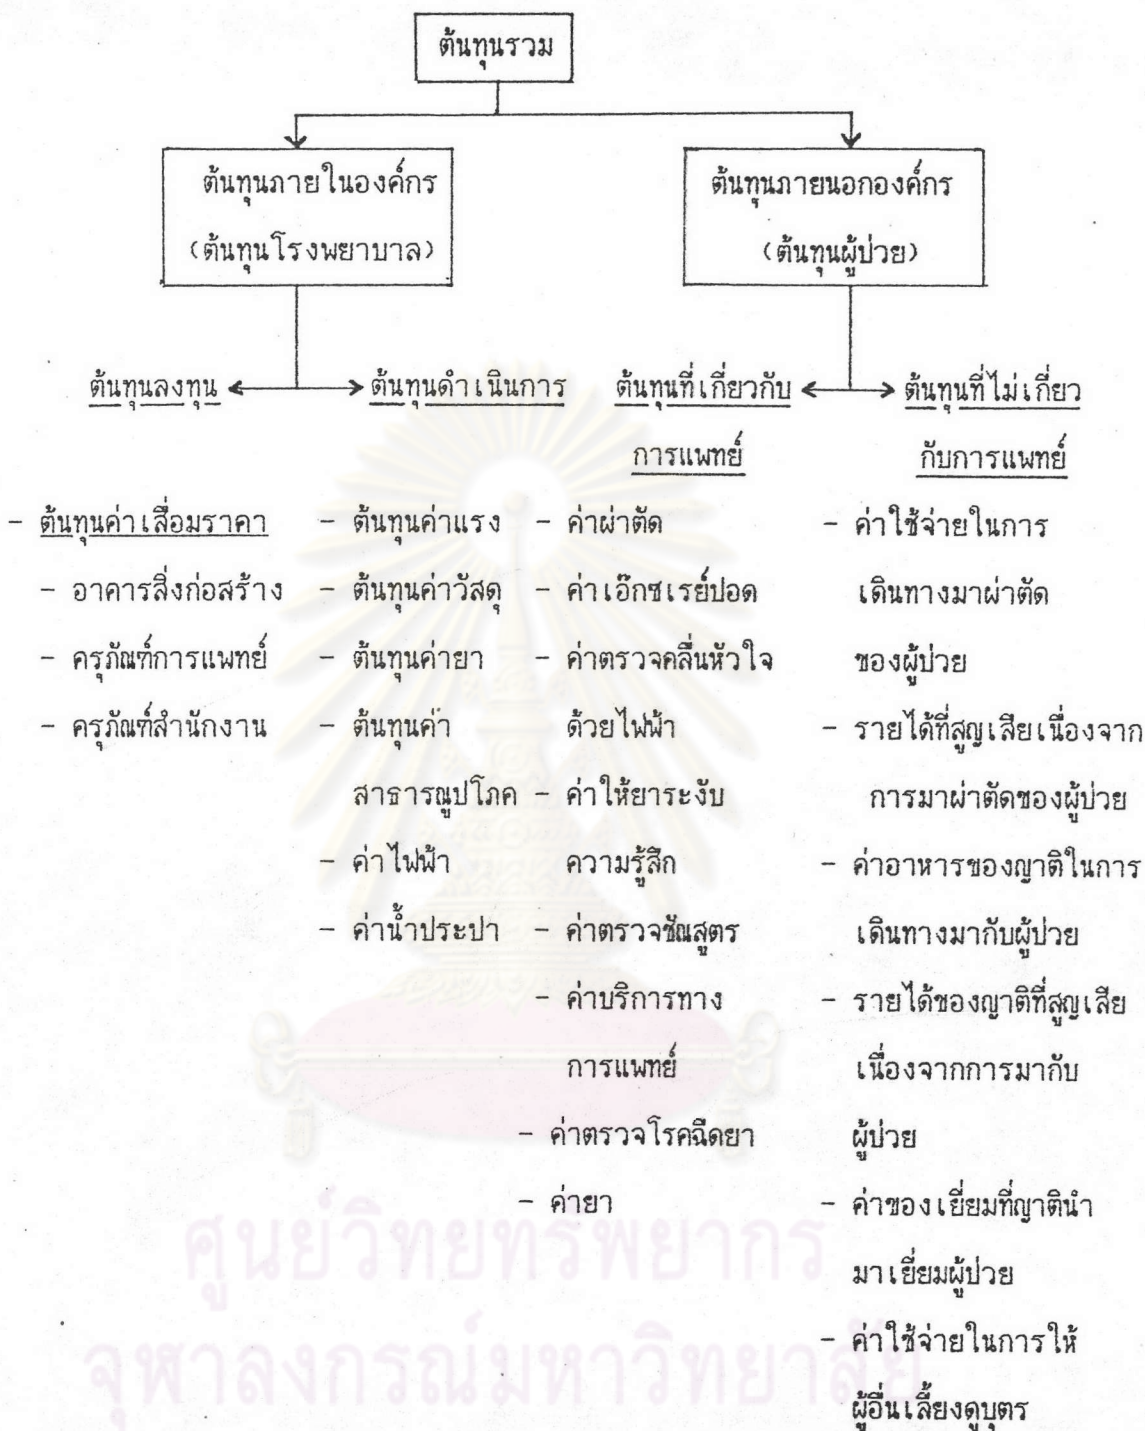 ต้นทุนรวม
ต้นทุนภายในองค์กร
(ต้นทุนโรงพยาบาล)
ต้นทุนภายนอกองค์กร
(ต้นทุนผู้ป่วย)
ต้นทุนลงทุน
- ต้นทุนค่าเสื่อมราคา
- อาคารสิ่งก่อสร้าง
- ครุภัณฑ์การแพทย์
- ครุภัณฑ์สำนักงาน
ต้นทุนดำเนินการ
- ต้นทุนค่าแรง
- ต้นทุนค่าวัสดุ
- ต้นทุนค่ายา
- ต้นทุนค่า
สาธารณูปโภค
- ค่าไฟฟ้า
- ค่าน้ำประปา
ต้นทุนที่เกี่ยวกับ
การแพทย์
- ค่าผ่าตัด
- ค่าเอ๊กซเรย์ปอด
- ค่าตรวจคลื่นหัวใจ
ด้วยไฟฟ้า
- ค่าให้ยาระงับ
ความรู้สึก
- ค่าตรวจชัณสูตร
- ค่าบริการทาง
การแพทย์
- ค่าตรวจโรคฉีดยา
- ค่ายา
ต้นทุนที่ไม่เกี่ยว
กับการแพทย์
- ค่าใช้จ่ายในการ
เดินทางมาผ่าตัด
ของผู้ป่วย
- รายได้ที่สูญเสียเนื่องจาก
การมาผ่าตัดของผู้ป่วย
- ค่าอาหารของญาติในการ
เดินทางมากับผู้ป่วย
- รายได้ของญาติที่สูญเสีย
เนื่องจากการมากับ
ผู้ป่วย
- ค่าของเยี่ยมที่ญาตินำ
มาเยี่ยมผู้ป่วย
- ค่าใช้จ่ายในการให้
ผู้อื่นเลี้ยงดูบุตร
ศูนย์วิทยทรัพยากร
จุฬาลงกรณ์มหาวิทยาลัย